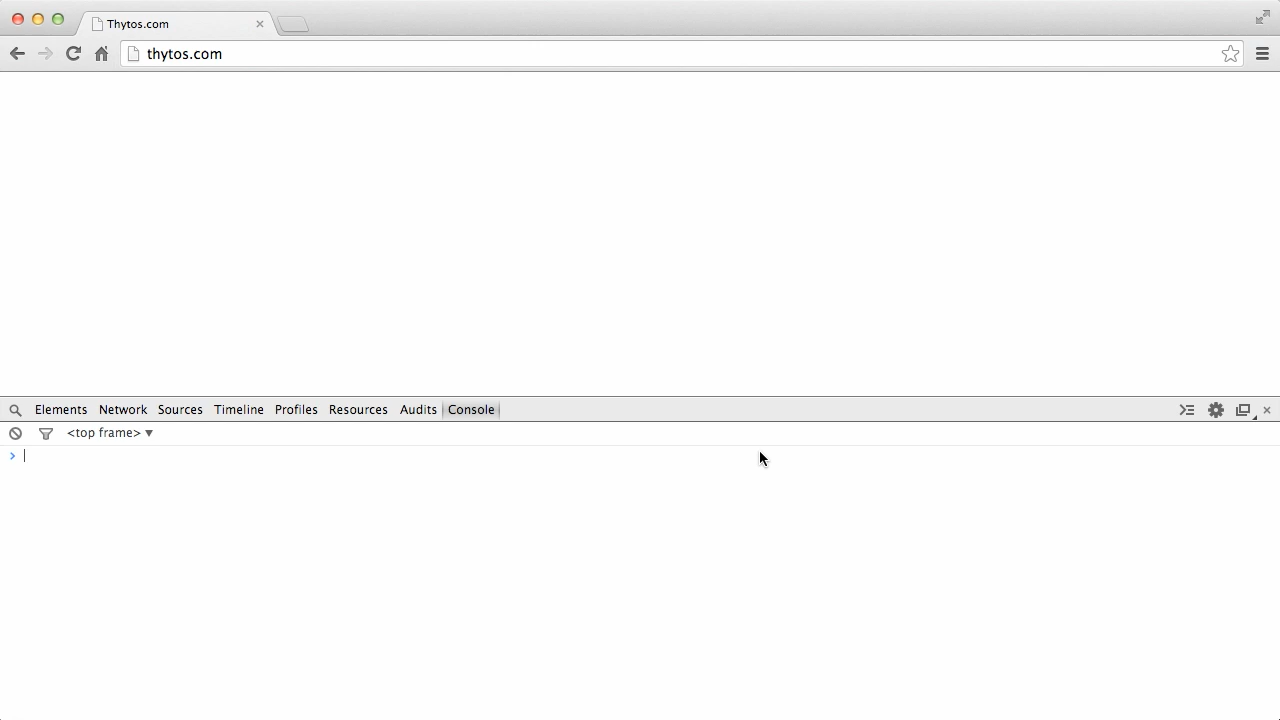 Thytos.com
thytos.com
Elements Network Sources Timeline Profiles Resources Audits Console
<top frame>